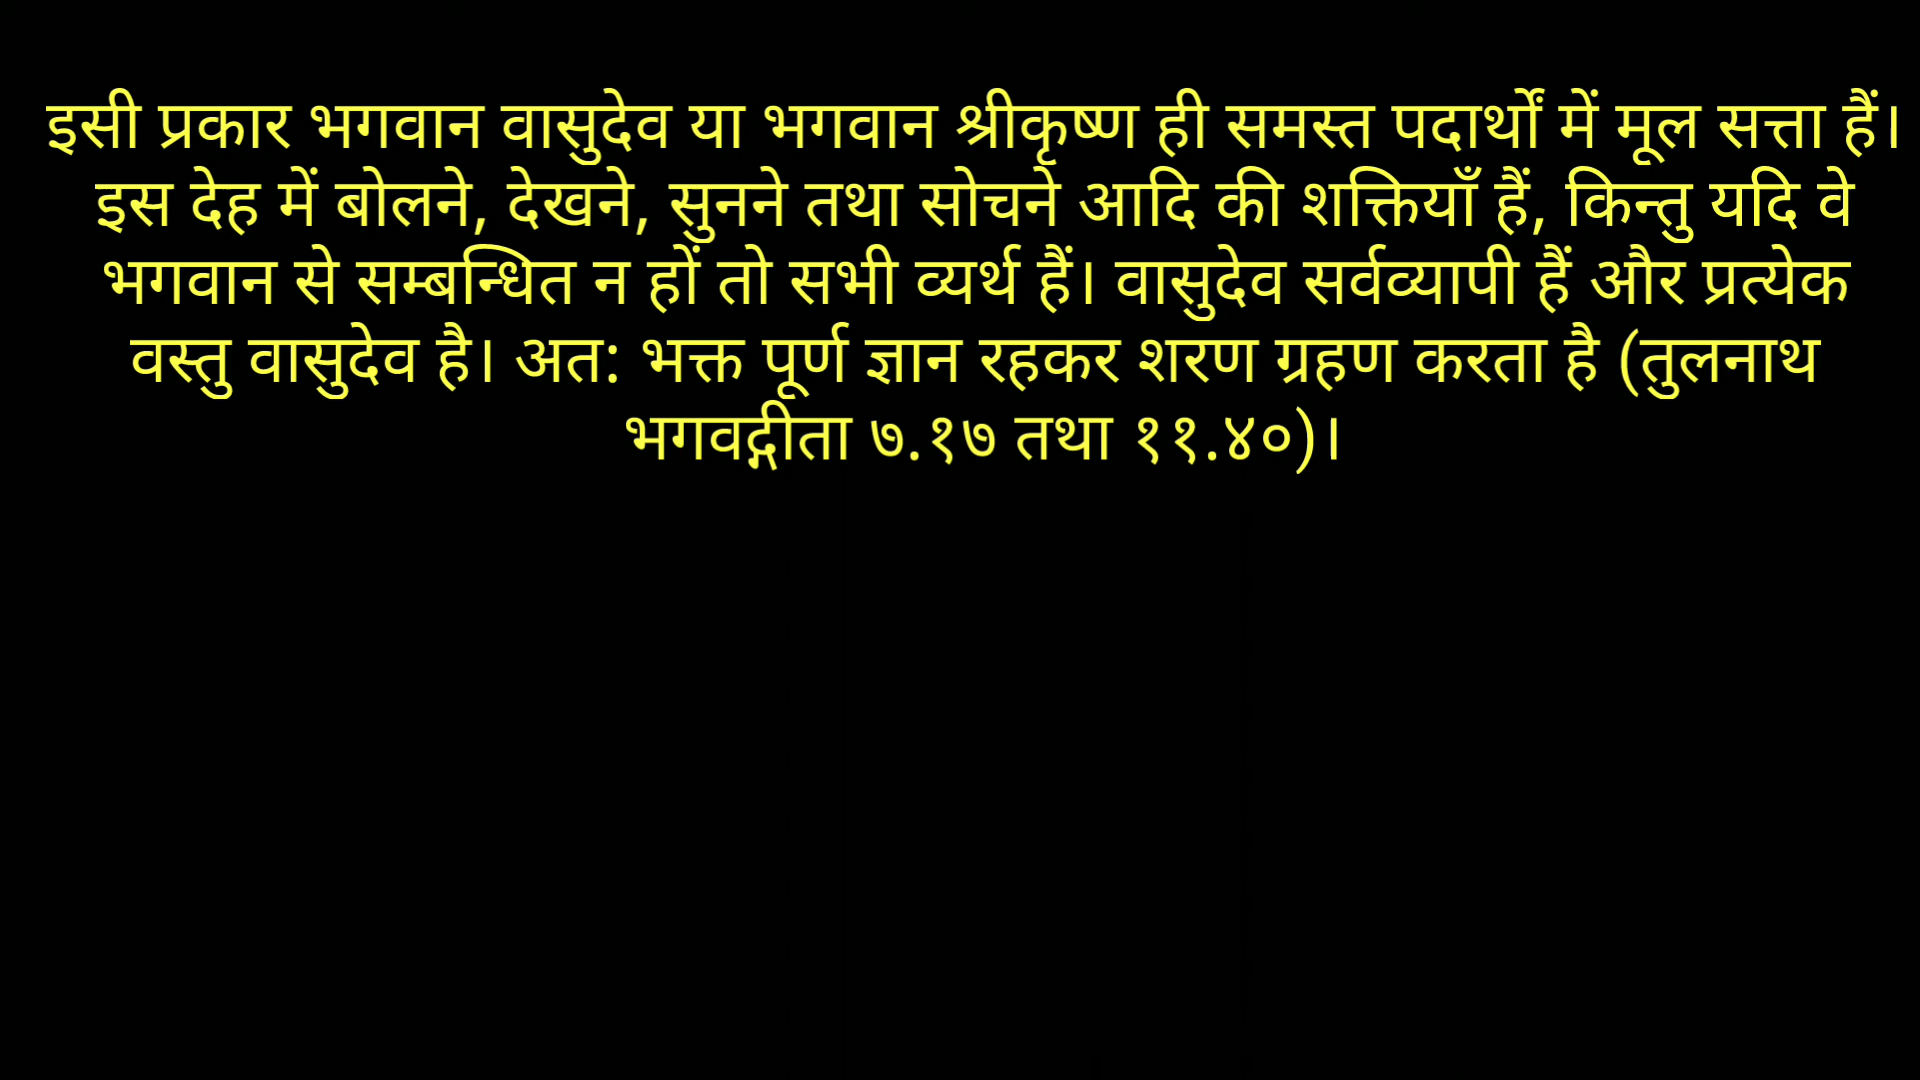 इसी प्रकार भगवान वासुदेव या भगवान श्रीकृष्ण ही समस्त पदार्थों में मूल सत्ता हैं।
इस देह में बोलने, देखने, सुनने तथा सोचने आदि की शक्तियाँ हैं, किन्तु यदि वे
भगवान से सम्बन्धित न हों तो सभी व्यर्थ हैं। वासुदेव सर्वव्यापी हैं और प्रत्येक
वस्तु वासुदेव है। अत: भक्त पूर्ण ज्ञान रहकर शरण ग्रहण करता है (तुलनाथ
भगवद्गीता ७.१७ तथा ११.४०)।